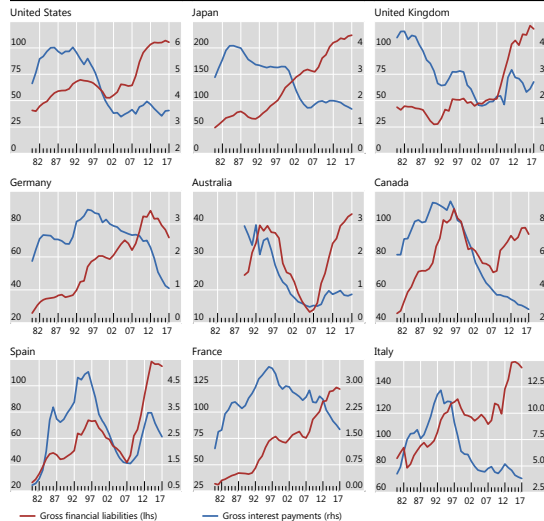 United States Japan United Kingdom
100 6 200 4 100 4
75 5 150 3 75 3
50 4 100 2 50 2
25 3 50 1 25 1
0 2 0 0 0 0
82 87 92 97 02 07 12 17 82 87 92 97 02 07 12 17 82 87 92 97 02 07 12 17
Germany Australia Canada
80 3 40 3 100 8
60 2 30 2 80 6
40 1 20 1 60 4
20 0 10 0 40 2
82 87 92 97 02 07 12 17 82 87 92 97 02 07 12 17 82 87 92 97 02 07 12 17
Spain France Italy
100 4.5 125 3.00 140 12.5
80 3.5 100 2.25 120 10.0
60 2.5 75 1.50 100 7.5
40 1.5 50 0.75 80 5.0
20 0.5 25 0.00 60 2.5
82 87 92 97 02 07 12 17 82 87 92 97 02 07 12 17 82 87 92 97 02 07 12 17
Gross financial liabilities (lhs) Gross interest payments (rhs)